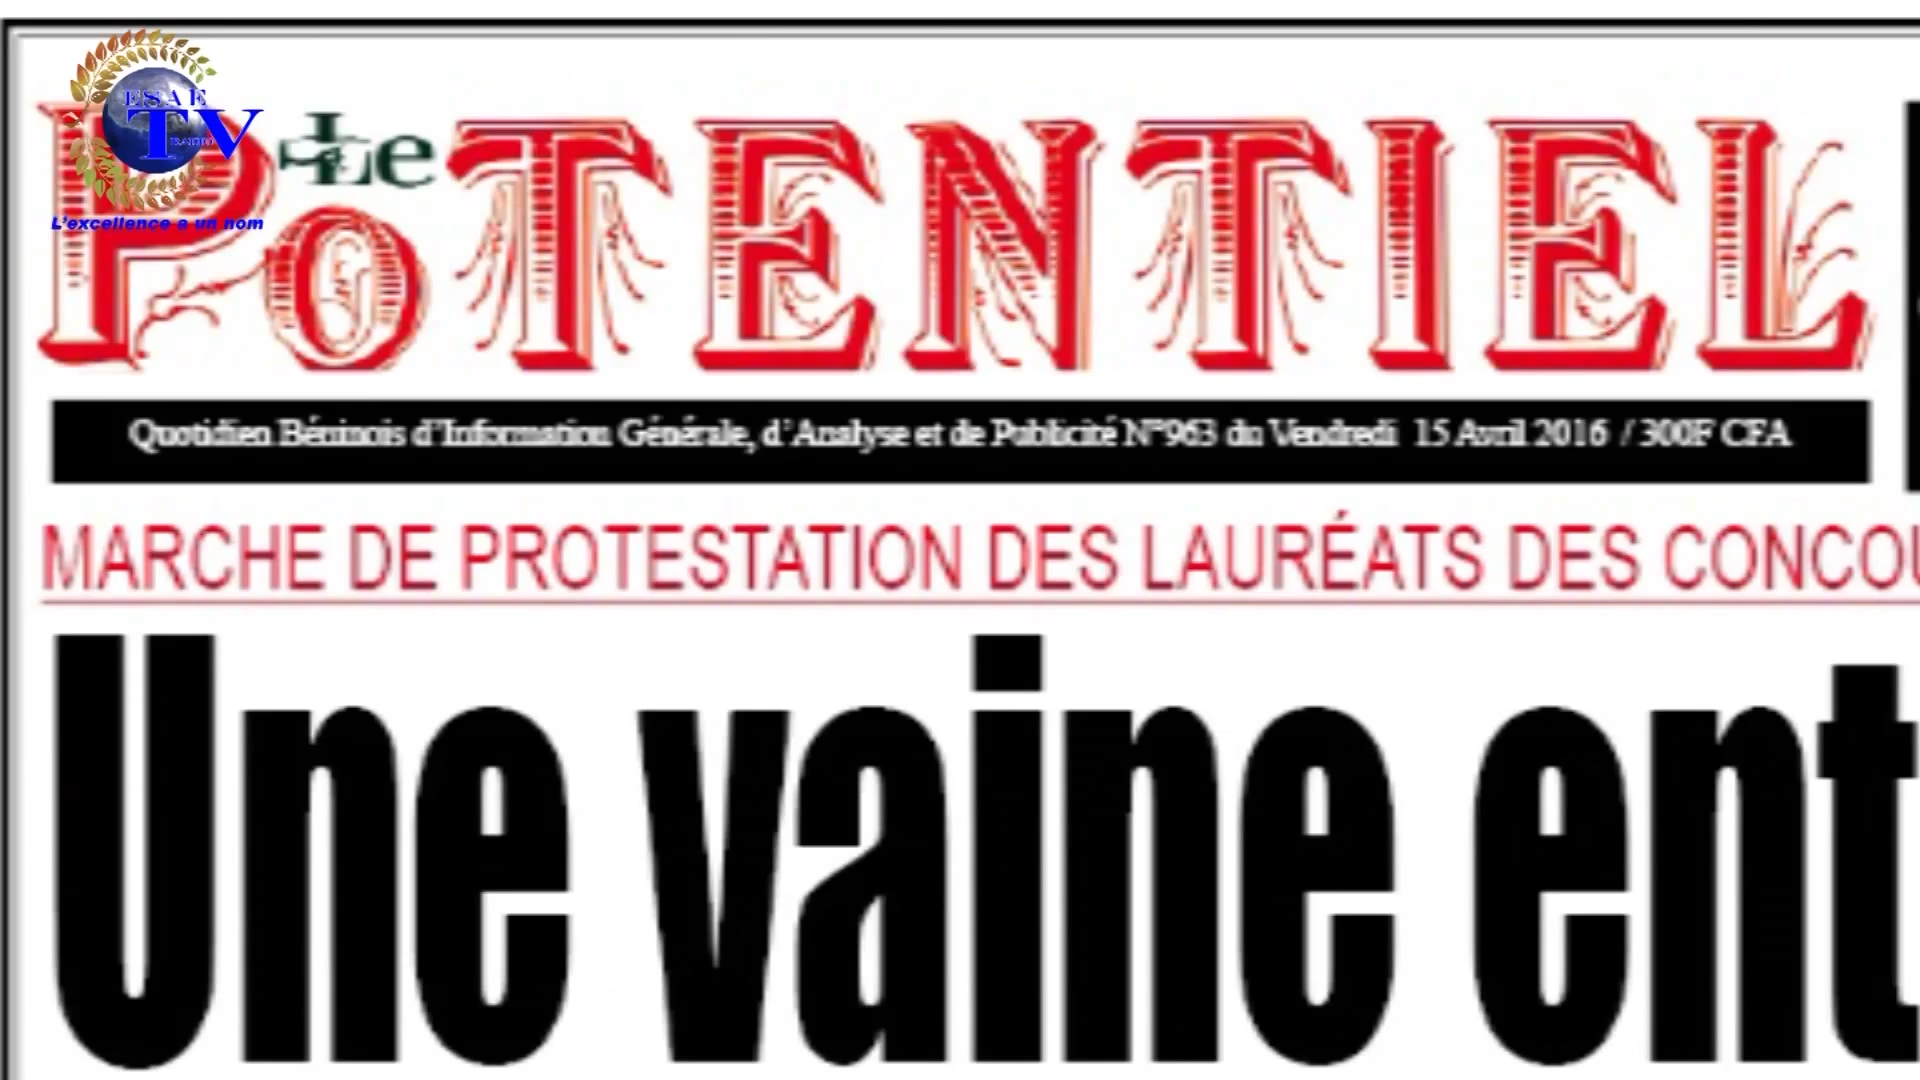 ESAE
TV
RADIO
L'excellence a un nom
Le
PoTENTIEL
Quotidien Béninois d'Information Générale, d'Analyse et de Publicité N°963 du Vendredi 15 Avril 2016 / 300F CFA
MARCHE DE PROTESTATION DES LAURÉATS DES CONCOU
Une vaine ent